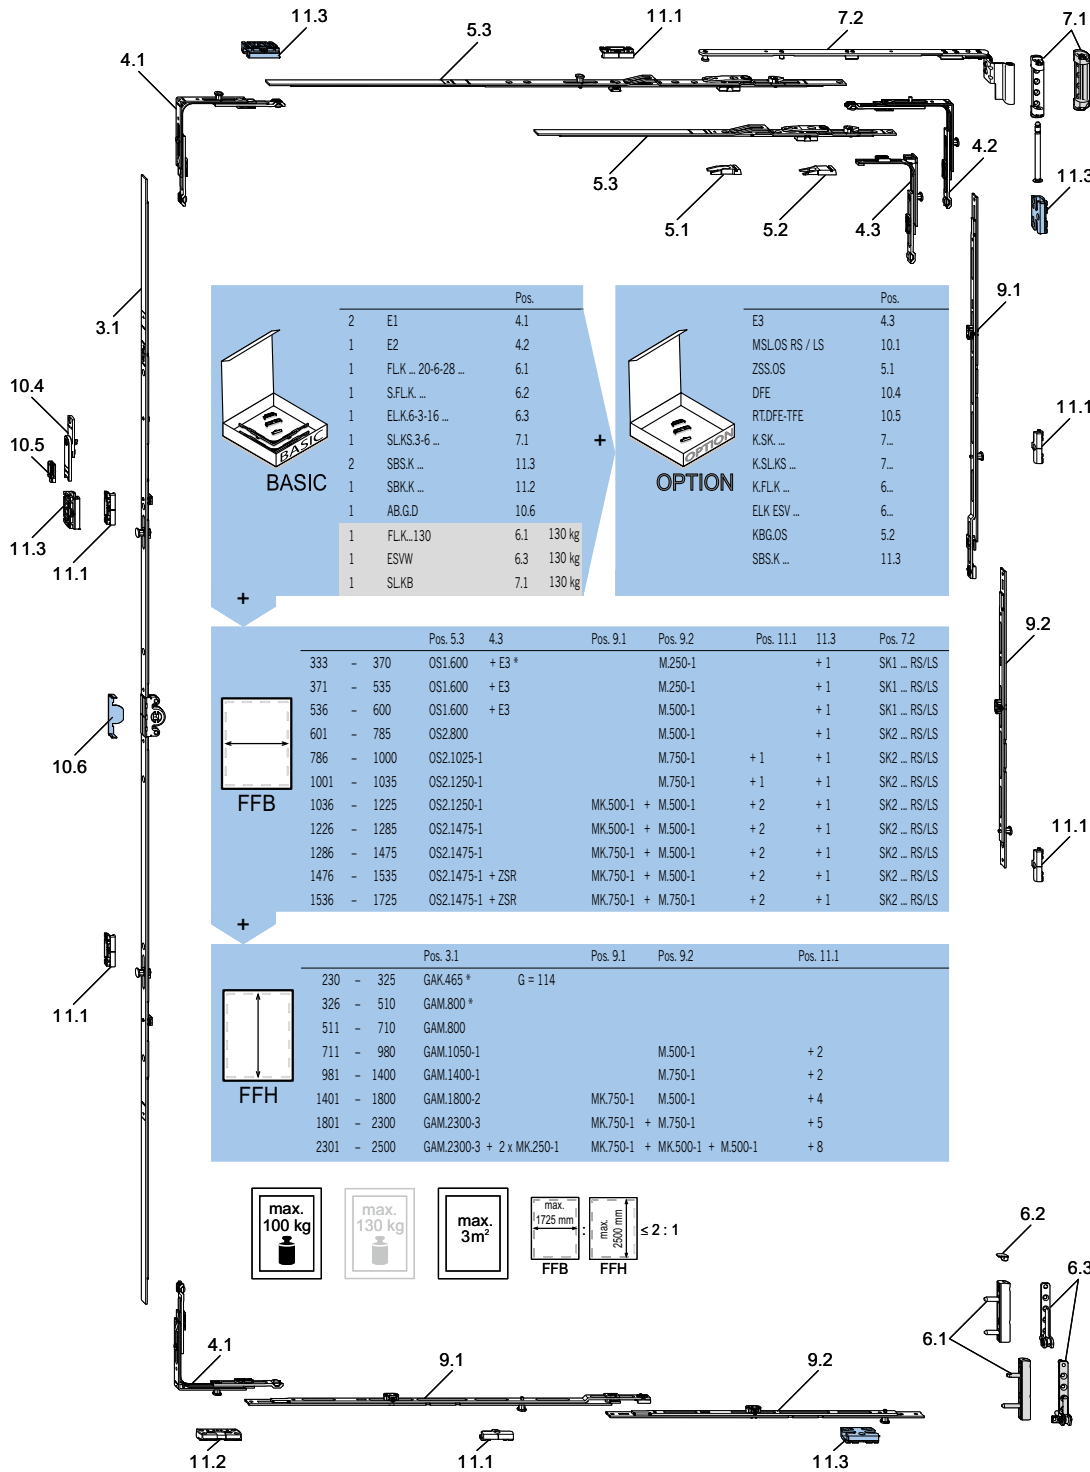 11.3
5.3
11.1
7.2
7.1
4.1
5.3
5.1
5.2
4.3
4.2
11.3
3.1
9.1
10.4
10.5
11.3
11.1
11.1
9.2
10.6
11.1
11.1
Pos.
2 E1 4.1
1 E2 4.2
1 FL.K ... 20-6-28 ... 6.1
1 S.FL.K. ... 6.2
1 EL.K.6-3-16 ... 6.3
1 SL.KS.3-6 ... 7.1
2 SBS.K ... 11.3
1 SBK.K ... 11.2
1 AB.G.D 10.6
1 FL.K...130 6.1 130 kg
1 ESVW 6.3 130 kg
1 SL.KB 7.1 130 kg
BASIC
BASIC
+
Pos.
E3 4.3
MSL.OS RS / LS 10.1
ZSS.OS 5.1
DFE 10.4
RT.DFE-TFE 10.5
K.SK. ... 7...
K.SL.KS ... 7...
K.FL.K ... 6...
ELK ESV ... 6...
KBG.OS 5.2
SBS.K ... 11.3
OPTION
OPTION
+
Pos. 5.3 4.3 Pos. 9.1 Pos. 9.2 Pos. 11.1 11.3 Pos. 7.2
333 – 370 OS1.600 + E3 * M.250-1 + 1 SK1 ... RS/LS
371 – 535 OS1.600 + E3 M.250-1 + 1 SK1 ... RS/LS
536 – 600 OS1.600 + E3 M.500-1 + 1 SK1 ... RS/LS
601 – 785 OS2.800 M.500-1 + 1 SK2 ... RS/LS
786 – 1000 OS2.1025-1 M.750-1 + 1 + 1 SK2 ... RS/LS
1001 – 1035 OS2.1250-1 M.750-1 + 1 + 1 SK2 ... RS/LS
1036 – 1225 OS2.1250-1 MK.500-1 + M.500-1 + 2 + 1 SK2 ... RS/LS
1226 – 1285 OS2.1475-1 MK.500-1 + M.500-1 + 2 + 1 SK2 ... RS/LS
1286 – 1475 OS2.1475-1 MK.750-1 + M.500-1 + 2 + 1 SK2 ... RS/LS
1476 – 1535 OS2.1475-1 + ZSR MK.750-1 + M.500-1 + 2 + 1 SK2 ... RS/LS
1536 – 1725 OS2.1475-1 + ZSR MK.750-1 + M.750-1 + 2 + 1 SK2 ... RS/LS
FFB
+
Pos. 3.1 Pos. 9.1 Pos. 9.2 Pos. 11.1
230 – 325 GAK.465 * G = 114
326 – 510 GAM.800 *
511 – 710 GAM.800
711 – 980 GAM.1050-1 M.500-1 + 2
981 – 1400 GAM.1400-1 M.750-1 + 2
1401 – 1800 GAM.1800-2 MK.750-1 M.500-1 + 4
1801 – 2300 GAM.2300-3 MK.750-1 + M.750-1 + 5
2301 – 2500 GAM.2300-3 + 2 x MK.250-1 MK.750-1 + MK.500-1 + M.500-1 + 8
FFH
max.
100 kg
max.
130 kg
max.
3m²
max.
1725 mm
FFB
:
max.
2500 mm
FFH
≤ 2 : 1
6.2
6.3
6.1
4.1
9.1
9.2
11.2
11.1
11.3